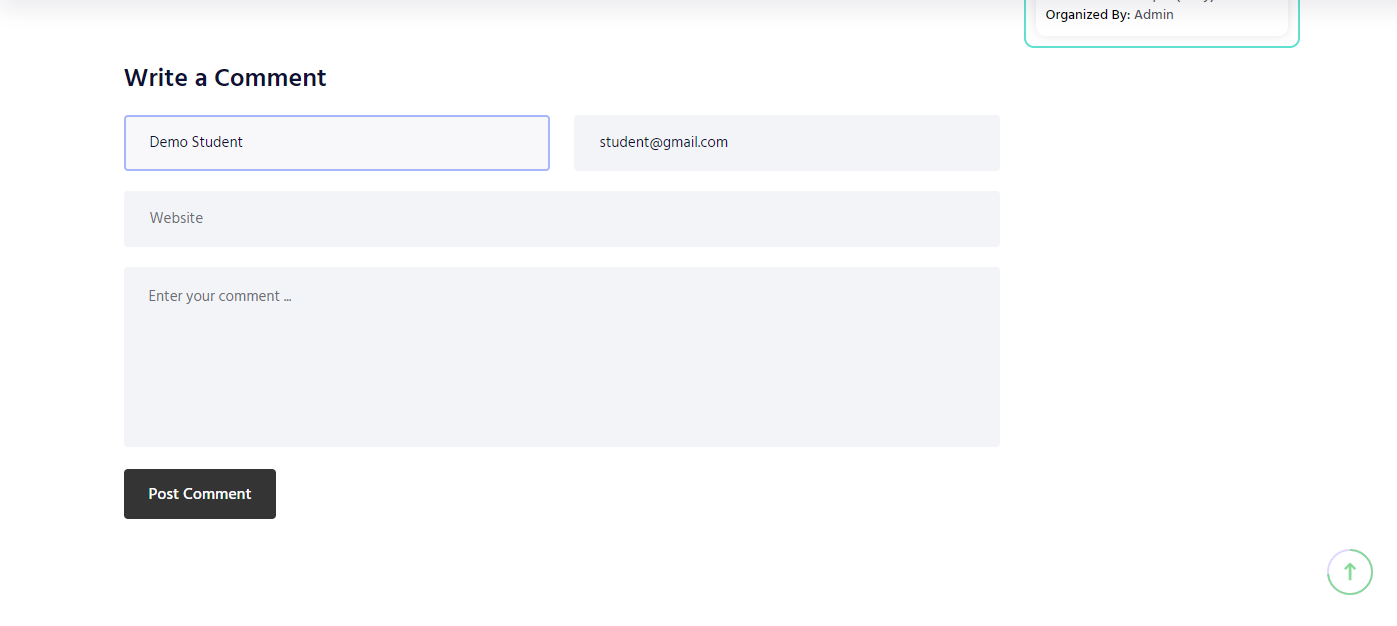 Organized By: Admin
Write a Comment
Demo Student
student@gmail.com
Website
Enter your comment ...
Post Comment